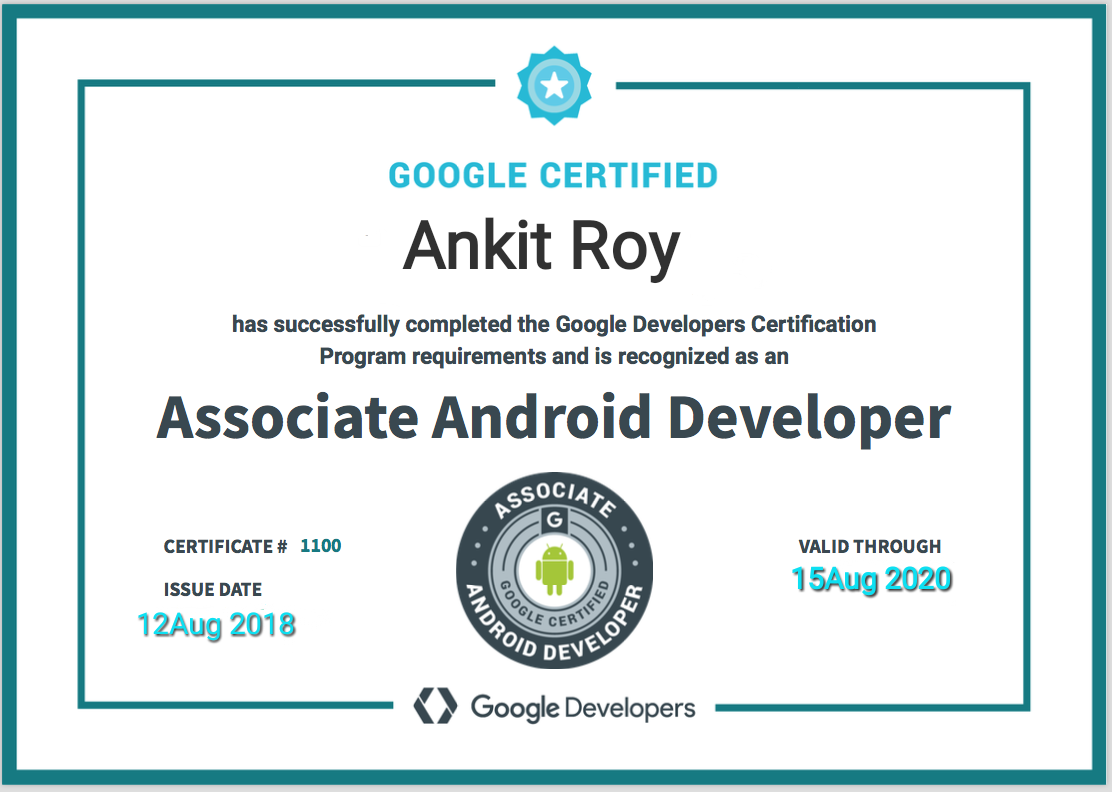 GOOGLE CERTIFIED
Ankit Roy
has successfully completed the Google Developers Certification
Program requirements and is recognized as an
Associate Android Developer
CERTIFICATE # 1100
ISSUE DATE
12Aug 2018
ASSOCIATE
G
GOOGLE CERTIFIED
ANDROID DEVELOPER
VALID THROUGH
15Aug 2020
Google Developers